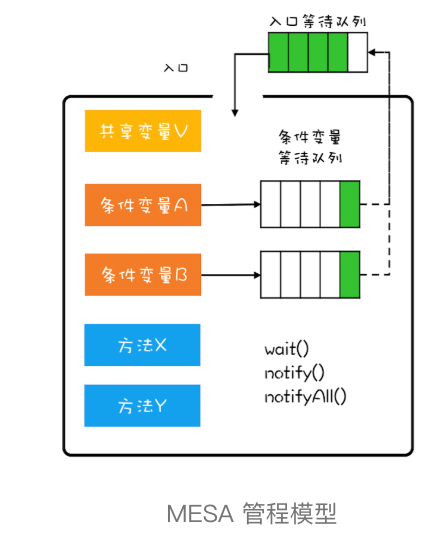 入口等待队列
入口
共享变量V
条件变量
等待队列
条件变量A
条件变量B
方法X
wait()
notify()
notifyAll()
方法Y
MESA 管程模型